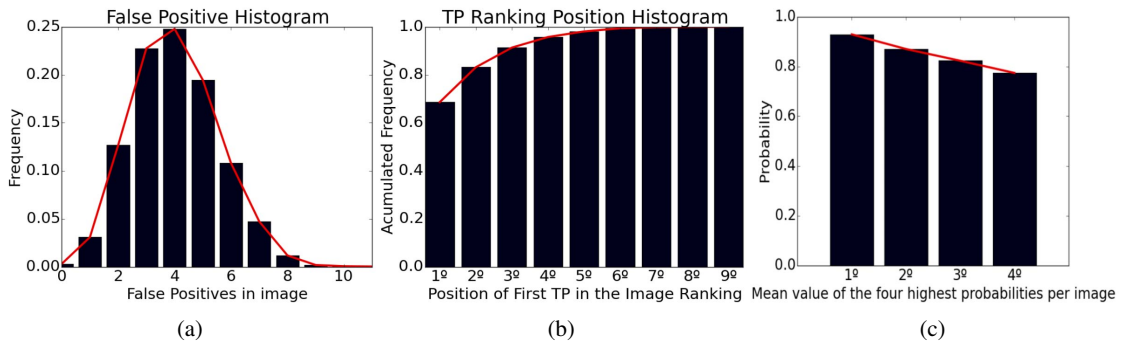 False Positive Histogram
0.25
0.20
0.15
0.10
0.05
0.00
Frequency
0 2 4 6 8 10
False Positives in image
(a)
TP Ranking Position Histogram
1.0
0.8
0.6
0.4
0.2
0.0
Acumulated Frequency
1º 2º 3º 4º 5º 6º 7º 8º 9º
Position of First TP in the Image Ranking
(b)
1.0
0.8
0.6
0.4
0.2
0.0
Probability
1º 2º 3º 4º
Mean value of the four highest probabilities per image
(c)